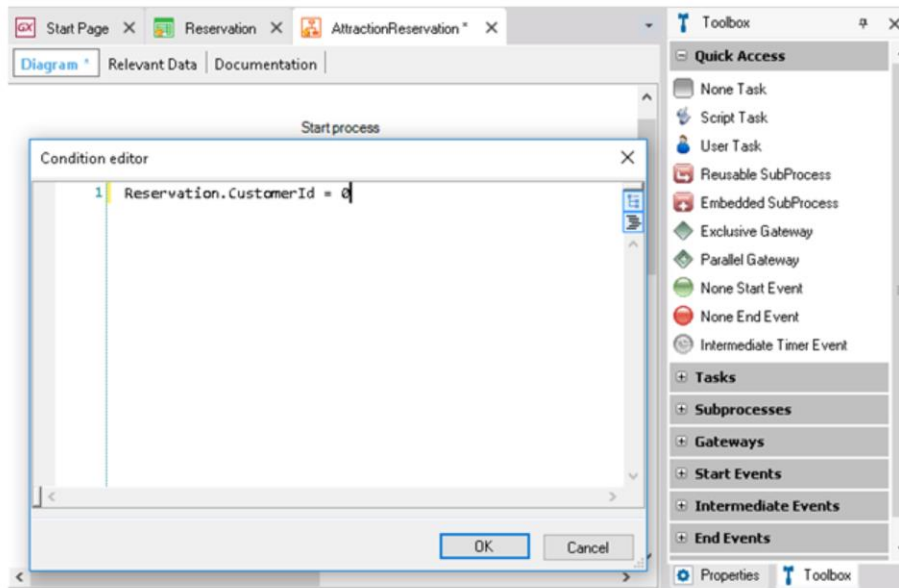 GX Start Page Reservation AttractionReservation *
Diagram * Relevant Data Documentation
Start process
Condition editor
1 Reservation.CustomerId = 0
OK Cancel
Toolbox
Quick Access
None Task
Script Task
User Task
Reusable SubProcess
Embedded SubProcess
Exclusive Gateway
Parallel Gateway
None Start Event
None End Event
Intermediate Timer Event
Tasks
Subprocesses
Gateways
Start Events
Intermediate Events
End Events
Properties Toolbox